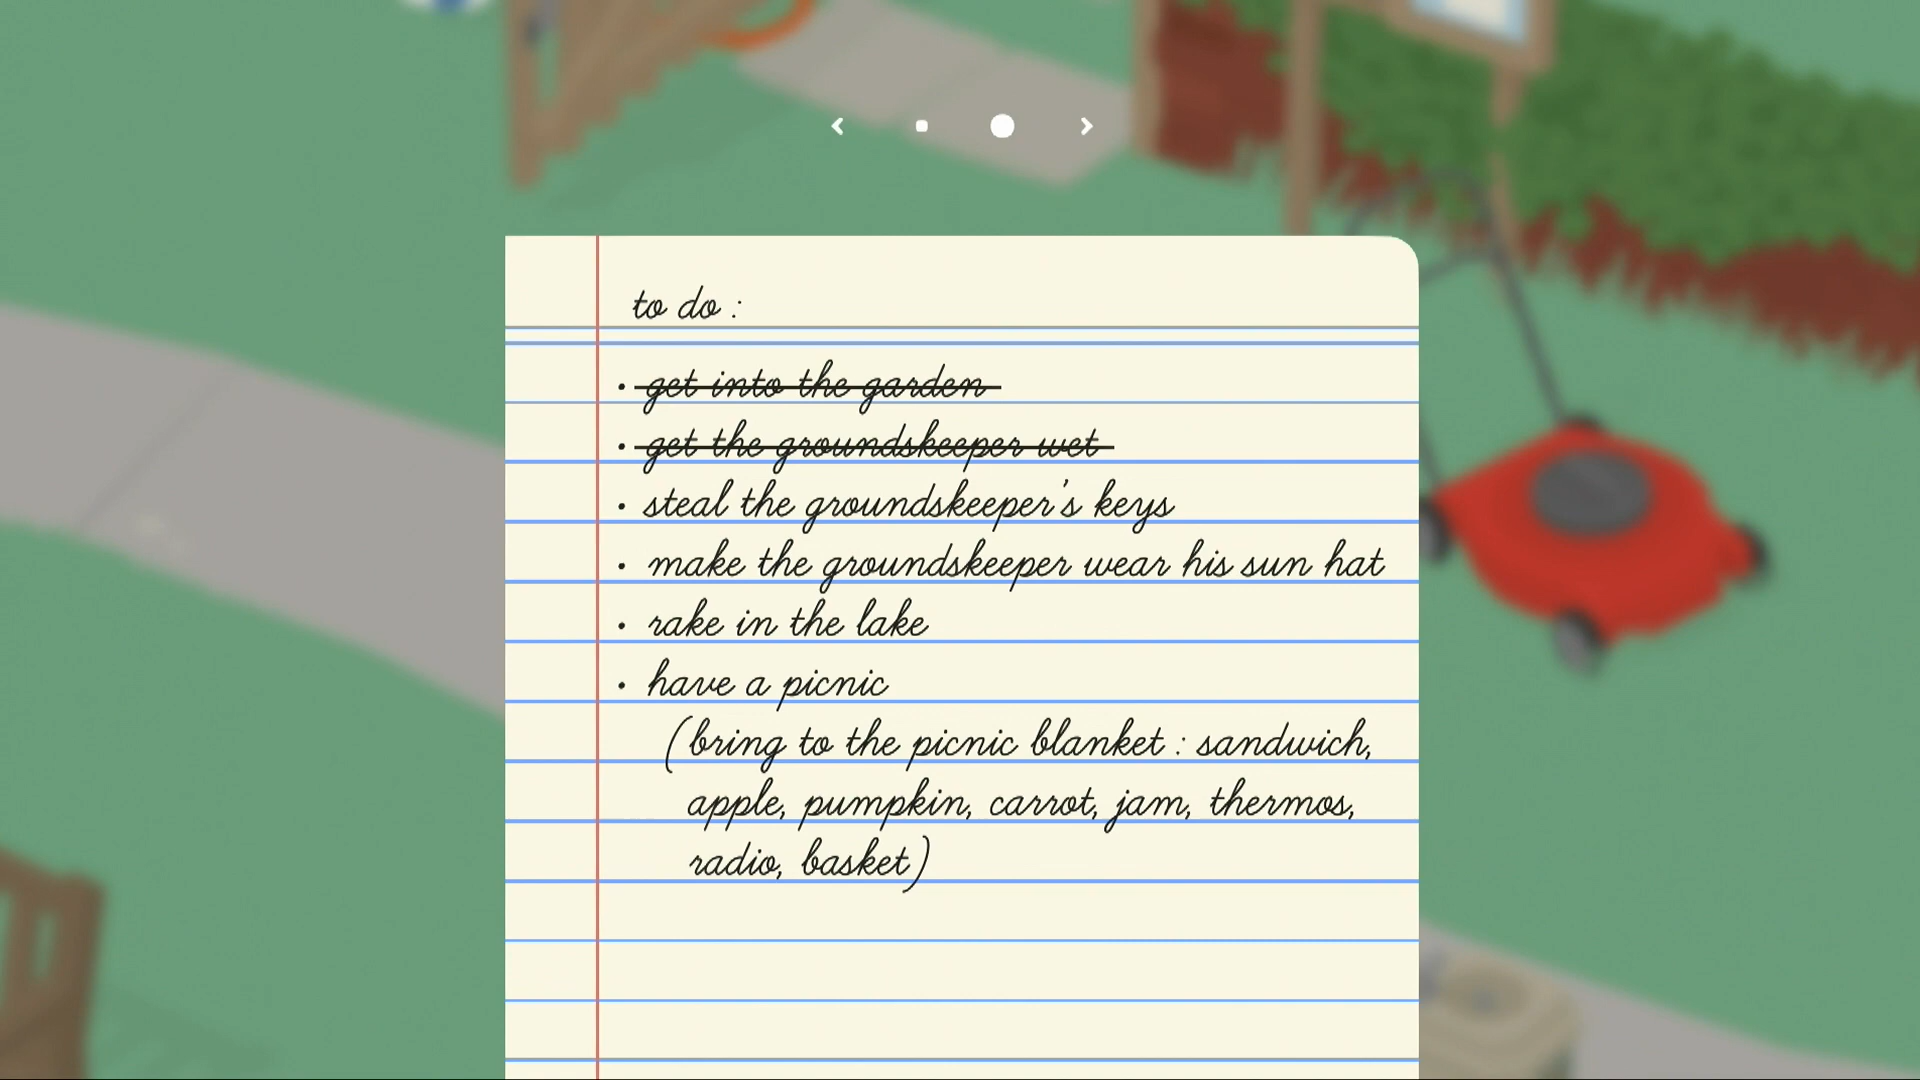 to do :
• get into the garden
• get the groundskeeper wet
• steal the groundskeeper's keys
• make the groundskeeper wear his sun hat
• rake in the lake
• have a picnic
(bring to the picnic blanket : sandwich,
apple, pumpkin, carrot, jam, thermos,
radio, basket)